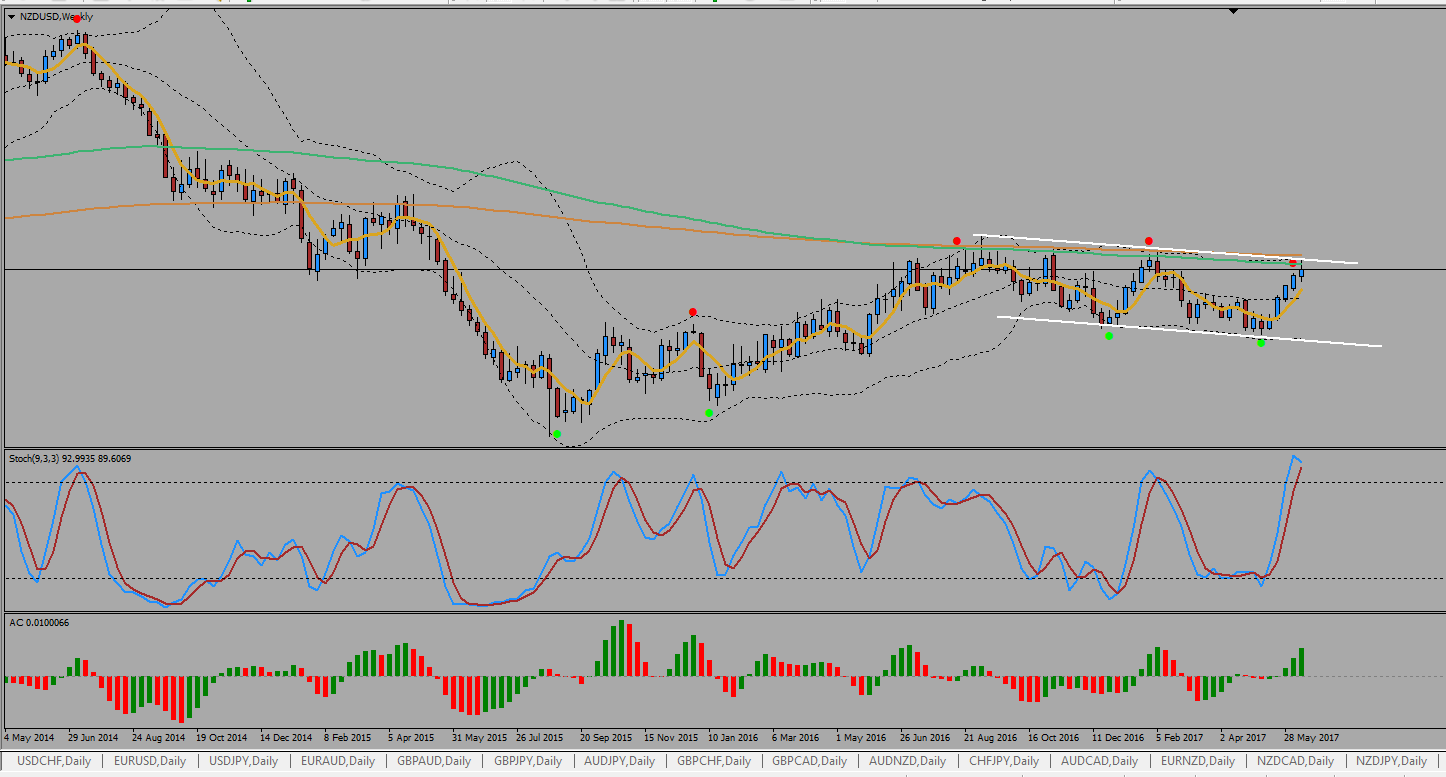 NZDUSD,Weekly
Stoch(9,3,3) 92.9935 89.6069
AC 0.0100066
4 May 2014 29 Jun 2014 24 Aug 2014 19 Oct 2014 14 Dec 2014 8 Feb 2015 5 Apr 2015 31 May 2015 26 Jul 2015 20 Sep 2015 15 Nov 2015 10 Jan 2016 6 Mar 2016 1 May 2016 26 Jun 2016 21 Aug 2016 16 Oct 2016 11 Dec 2016 5 Feb 2017 2 Apr 2017 28 May 2017
USDCHF,Daily EURUSD,Daily USDJPY,Daily EURAUD,Daily GBPAUD,Daily GBPJPY,Daily AUDJPY,Daily GBPCHF,Daily GBPCAD,Daily AUDNZD,Daily CHFJPY,Daily AUDCAD,Daily EURNZD,Daily NZDCAD,Daily NZDJPY,Daily